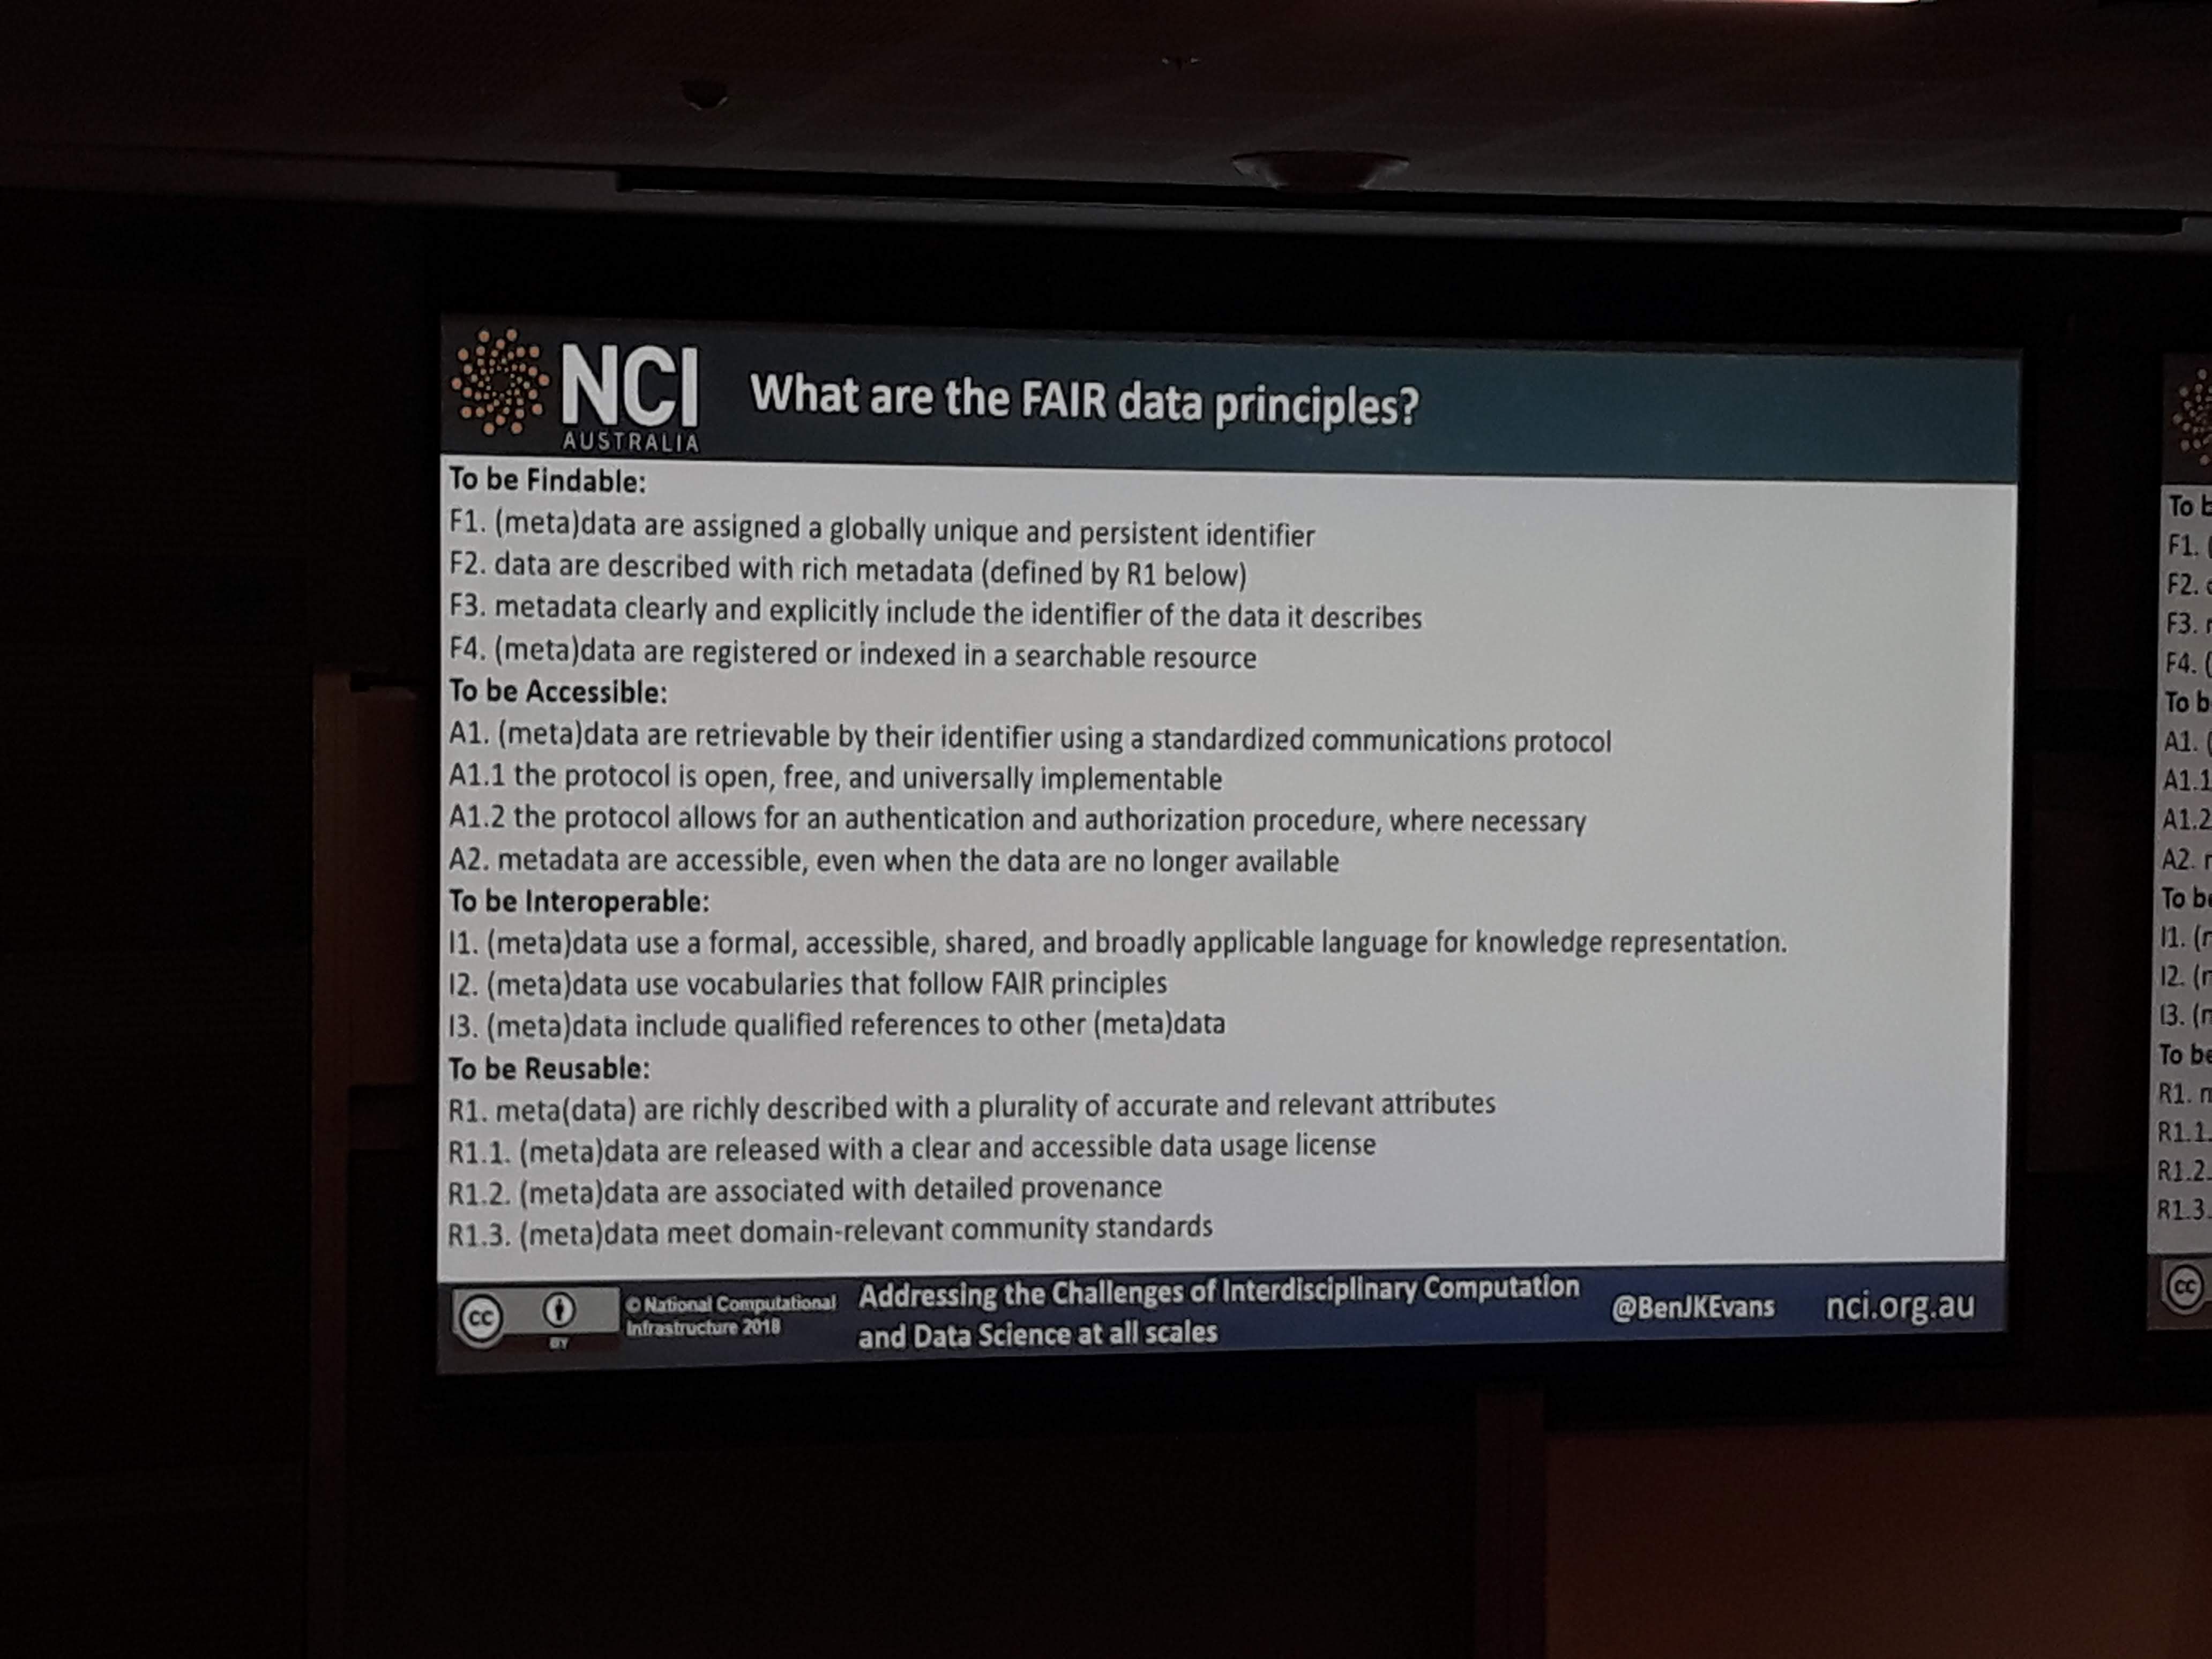 NCI
AUSTRALIA
What are the FAIR data principles?
To be Findable:
F1. (meta)data are assigned a globally unique and persistent identifier
F2. data are described with rich metadata (defined by R1 below)
F3. metadata clearly and explicitly include the identifier of the data it describes
F4. (meta)data are registered or indexed in a searchable resource
To be Accessible:
A1. (meta)data are retrievable by their identifier using a standardized communications protocol
A1.1 the protocol is open, free, and universally implementable
A1.2 the protocol allows for an authentication and authorization procedure, where necessary
A2. metadata are accessible, even when the data are no longer available
To be Interoperable:
I1. (meta)data use a formal, accessible, shared, and broadly applicable language for knowledge representation.
I2. (meta)data use vocabularies that follow FAIR principles
I3. (meta)data include qualified references to other (meta)data
To be Reusable:
R1. meta(data) are richly described with a plurality of accurate and relevant attributes
R1.1. (meta)data are released with a clear and accessible data usage license
R1.2. (meta)data are associated with detailed provenance
R1.3. (meta)data meet domain-relevant community standards
cc
BY
© National Computational
Infrastructure 2018
Addressing the Challenges of Interdisciplinary Computation
and Data Science at all scales
@BenJKEvans
nci.org.au
To b
F1. (
F2.
F3.
F4. (
To b
A1. (
A1.1
A1.2
A2.
To be
I1. (
I2. (
I3. (
To be
R1.
R1.1.
R1.2.
R1.3.
cc